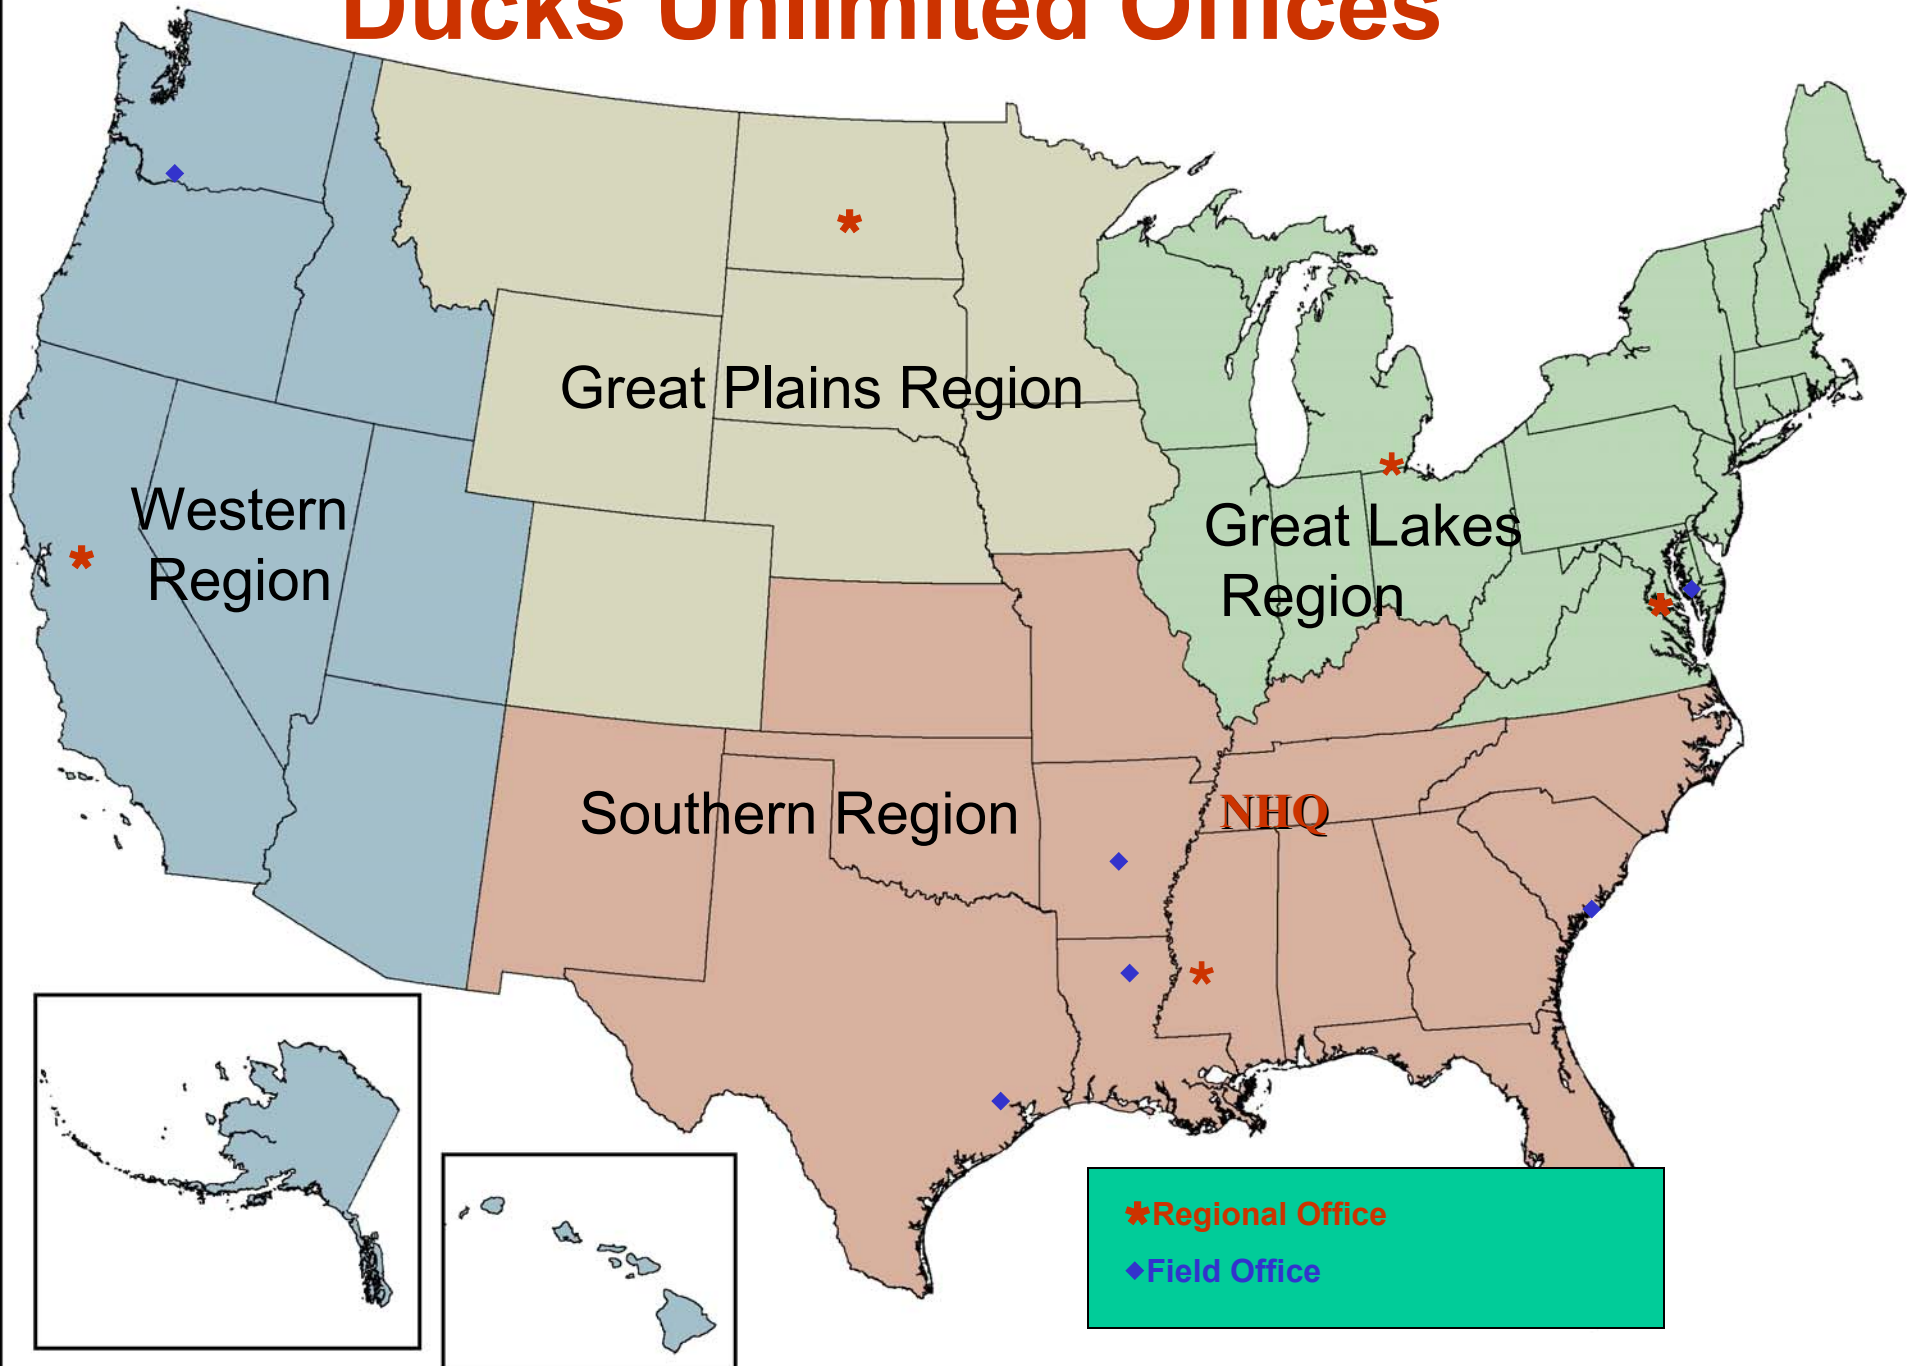 Ducks Unlimited Offices
Great Plains Region
Western
Region
Great Lakes
Region
Southern Region
NHQ
*Regional Office
◆Field Office